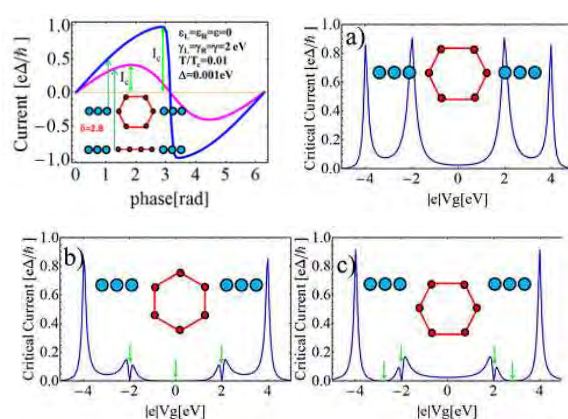 Current [eΔ/ħ ]
1.0
0.5
0.0
−0.4
−1.0
0 1 2 3 4 5 6
phase[rad]
εL=εR=ε=0
γL=γR=γ=2 eV
T/Tc=0.01
Δ=0.001eV
Ic
Ic
δ=2.8
a)
Critical Current [eΔ/ħ ]
1.0
0.8
0.6
0.4
0.2
0.0
−4 −2 0 2 4
|e|Vg[eV]
b)
Critical Current [eΔ/ħ ]
1.0
0.8
0.6
0.4
0.2
0.0
−4 −2 0 2 4
|e|Vg[eV]
c)
Critical Current [eΔ/ħ ]
1.0
0.8
0.6
0.4
0.2
0.0
−4 −2 0 2 4
|e|Vg[eV]